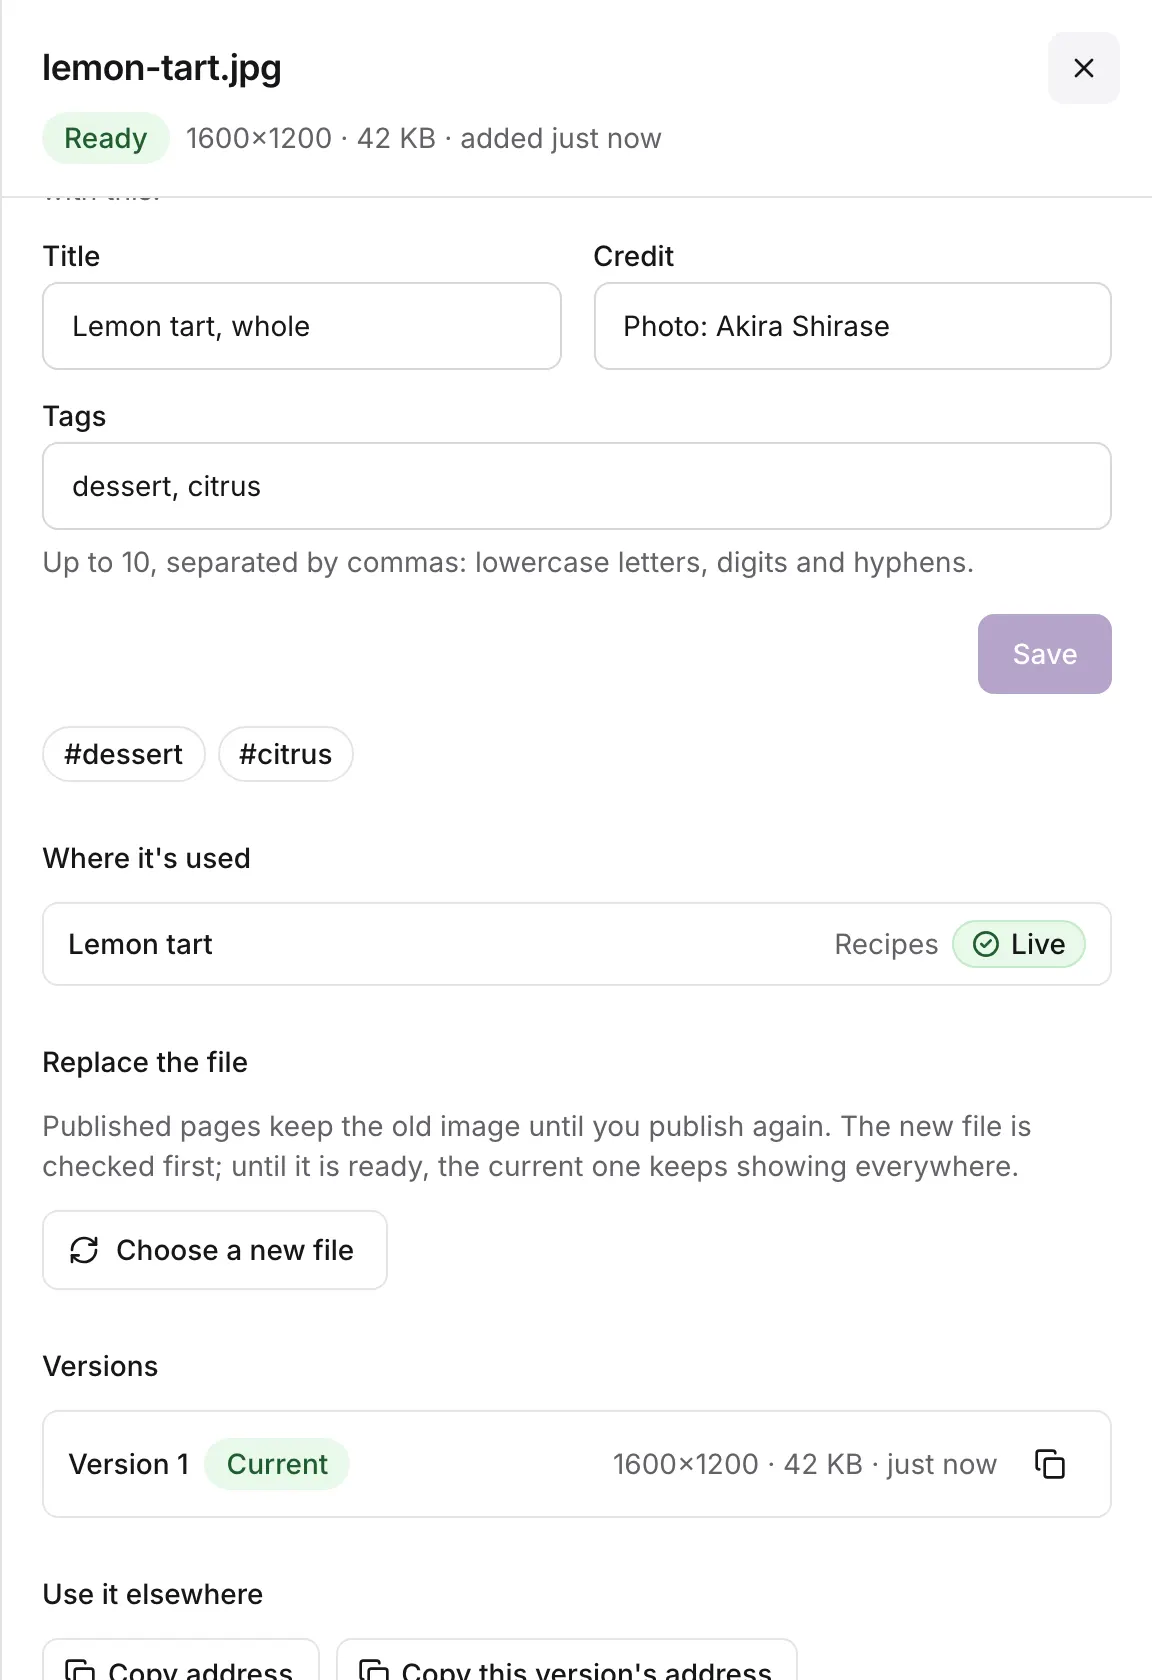 lemon-tart.jpg
Ready 1600×1200 · 42 KB · added just now
with this.
Title
Credit
Lemon tart, whole
Photo: Akira Shirase
Tags
dessert, citrus
Up to 10, separated by commas: lowercase letters, digits and hyphens.
Save
#dessert #citrus
Where it's used
Lemon tart Recipes Live
Replace the file
Published pages keep the old image until you publish again. The new file is
checked first; until it is ready, the current one keeps showing everywhere.
Choose a new file
Versions
Version 1 Current 1600×1200 · 42 KB · just now
Use it elsewhere
Copy address Copy this version's address